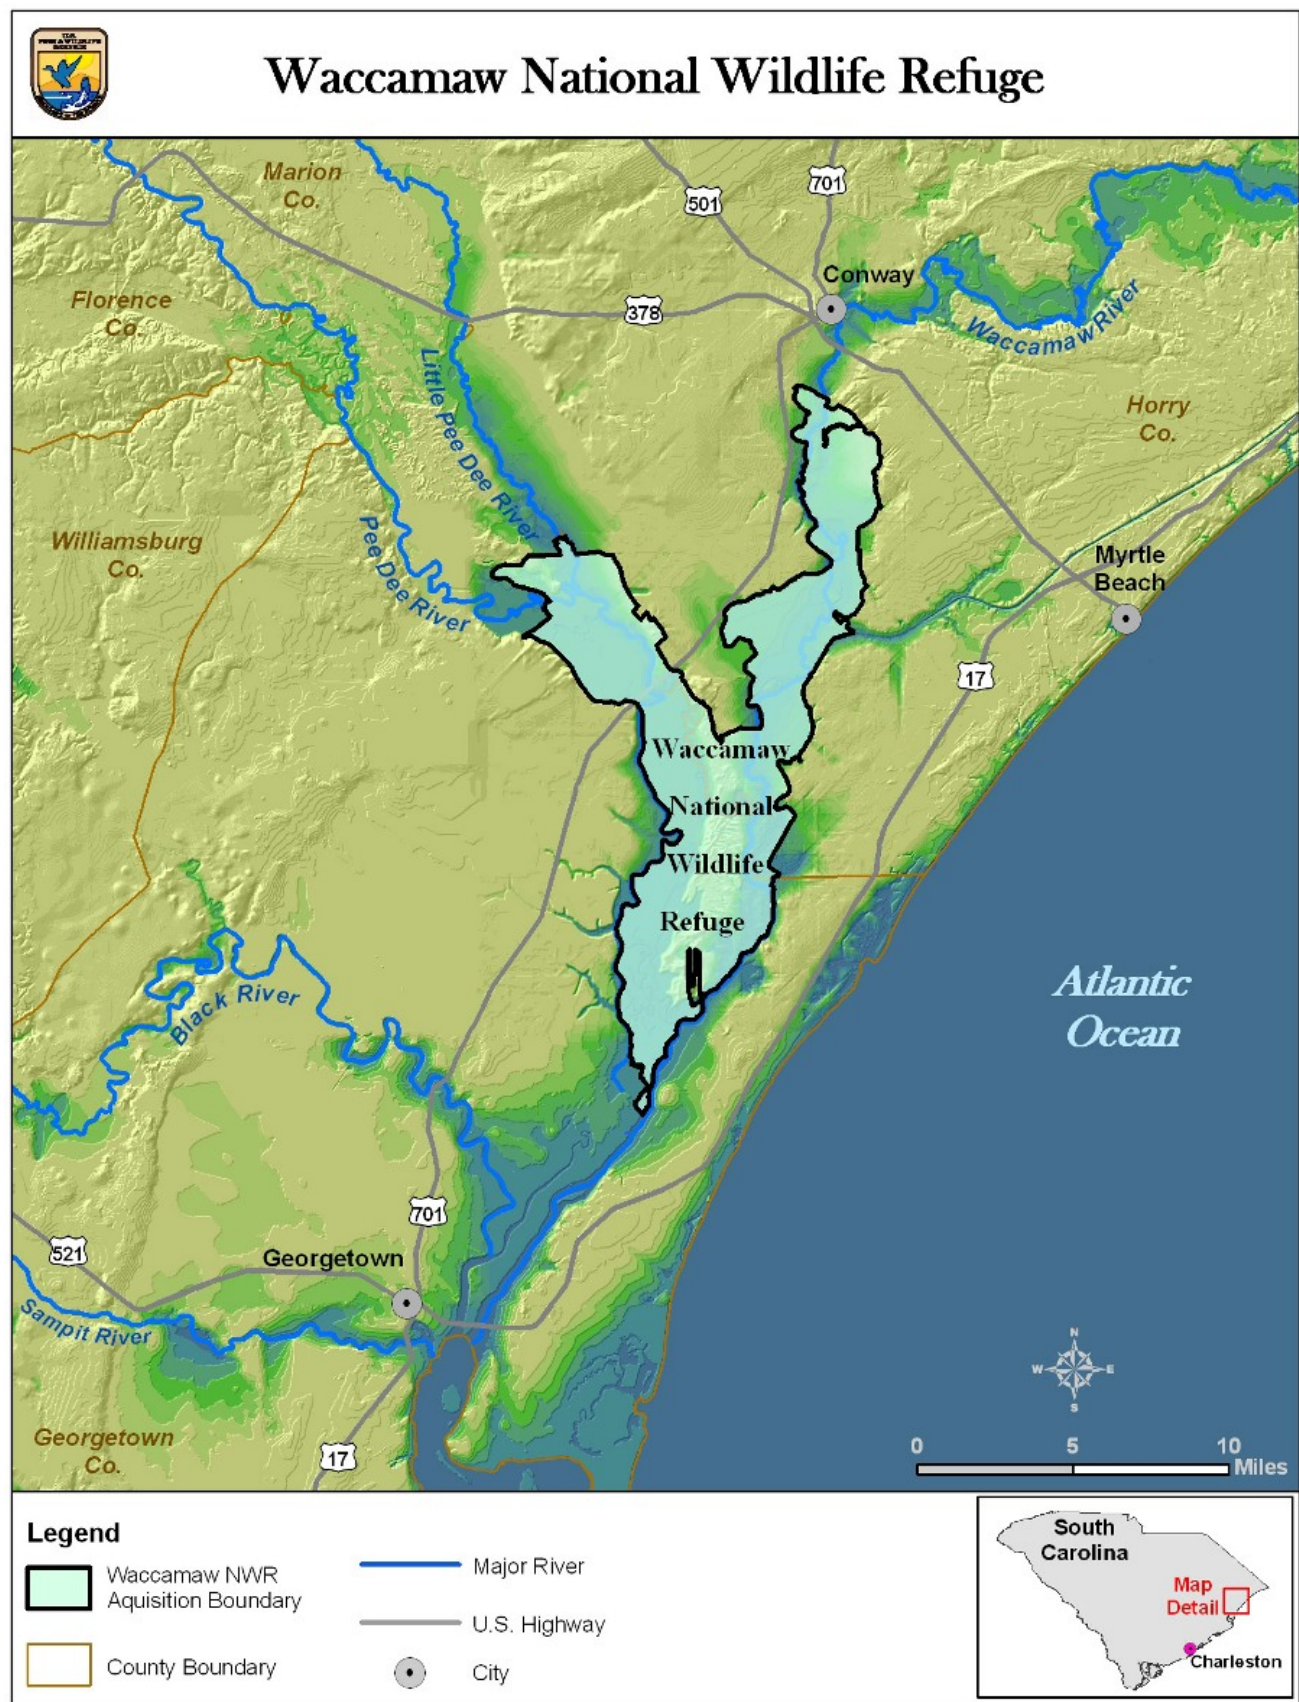 U.S.
FISH & WILDLIFE
SERVICE
Waccamaw National Wildlife Refuge
Marion
Co.
701
501
Conway
Florence
Co.
378
Waccamaw River
Little Pee Dee River
Horry
Co.
Williamsburg
Co.
Pee Dee River
Myrtle
Beach
17
Waccamaw
National
Wildlife
Refuge
Black River
Atlantic
Ocean
701
521
Georgetown
Sampit River
N
W E
S
Georgetown
Co.
17
0 5 10
Miles
Legend
Waccamaw NWR
Aquisition Boundary
County Boundary
Major River
U.S. Highway
City
South
Carolina
Map
Detail
Charleston